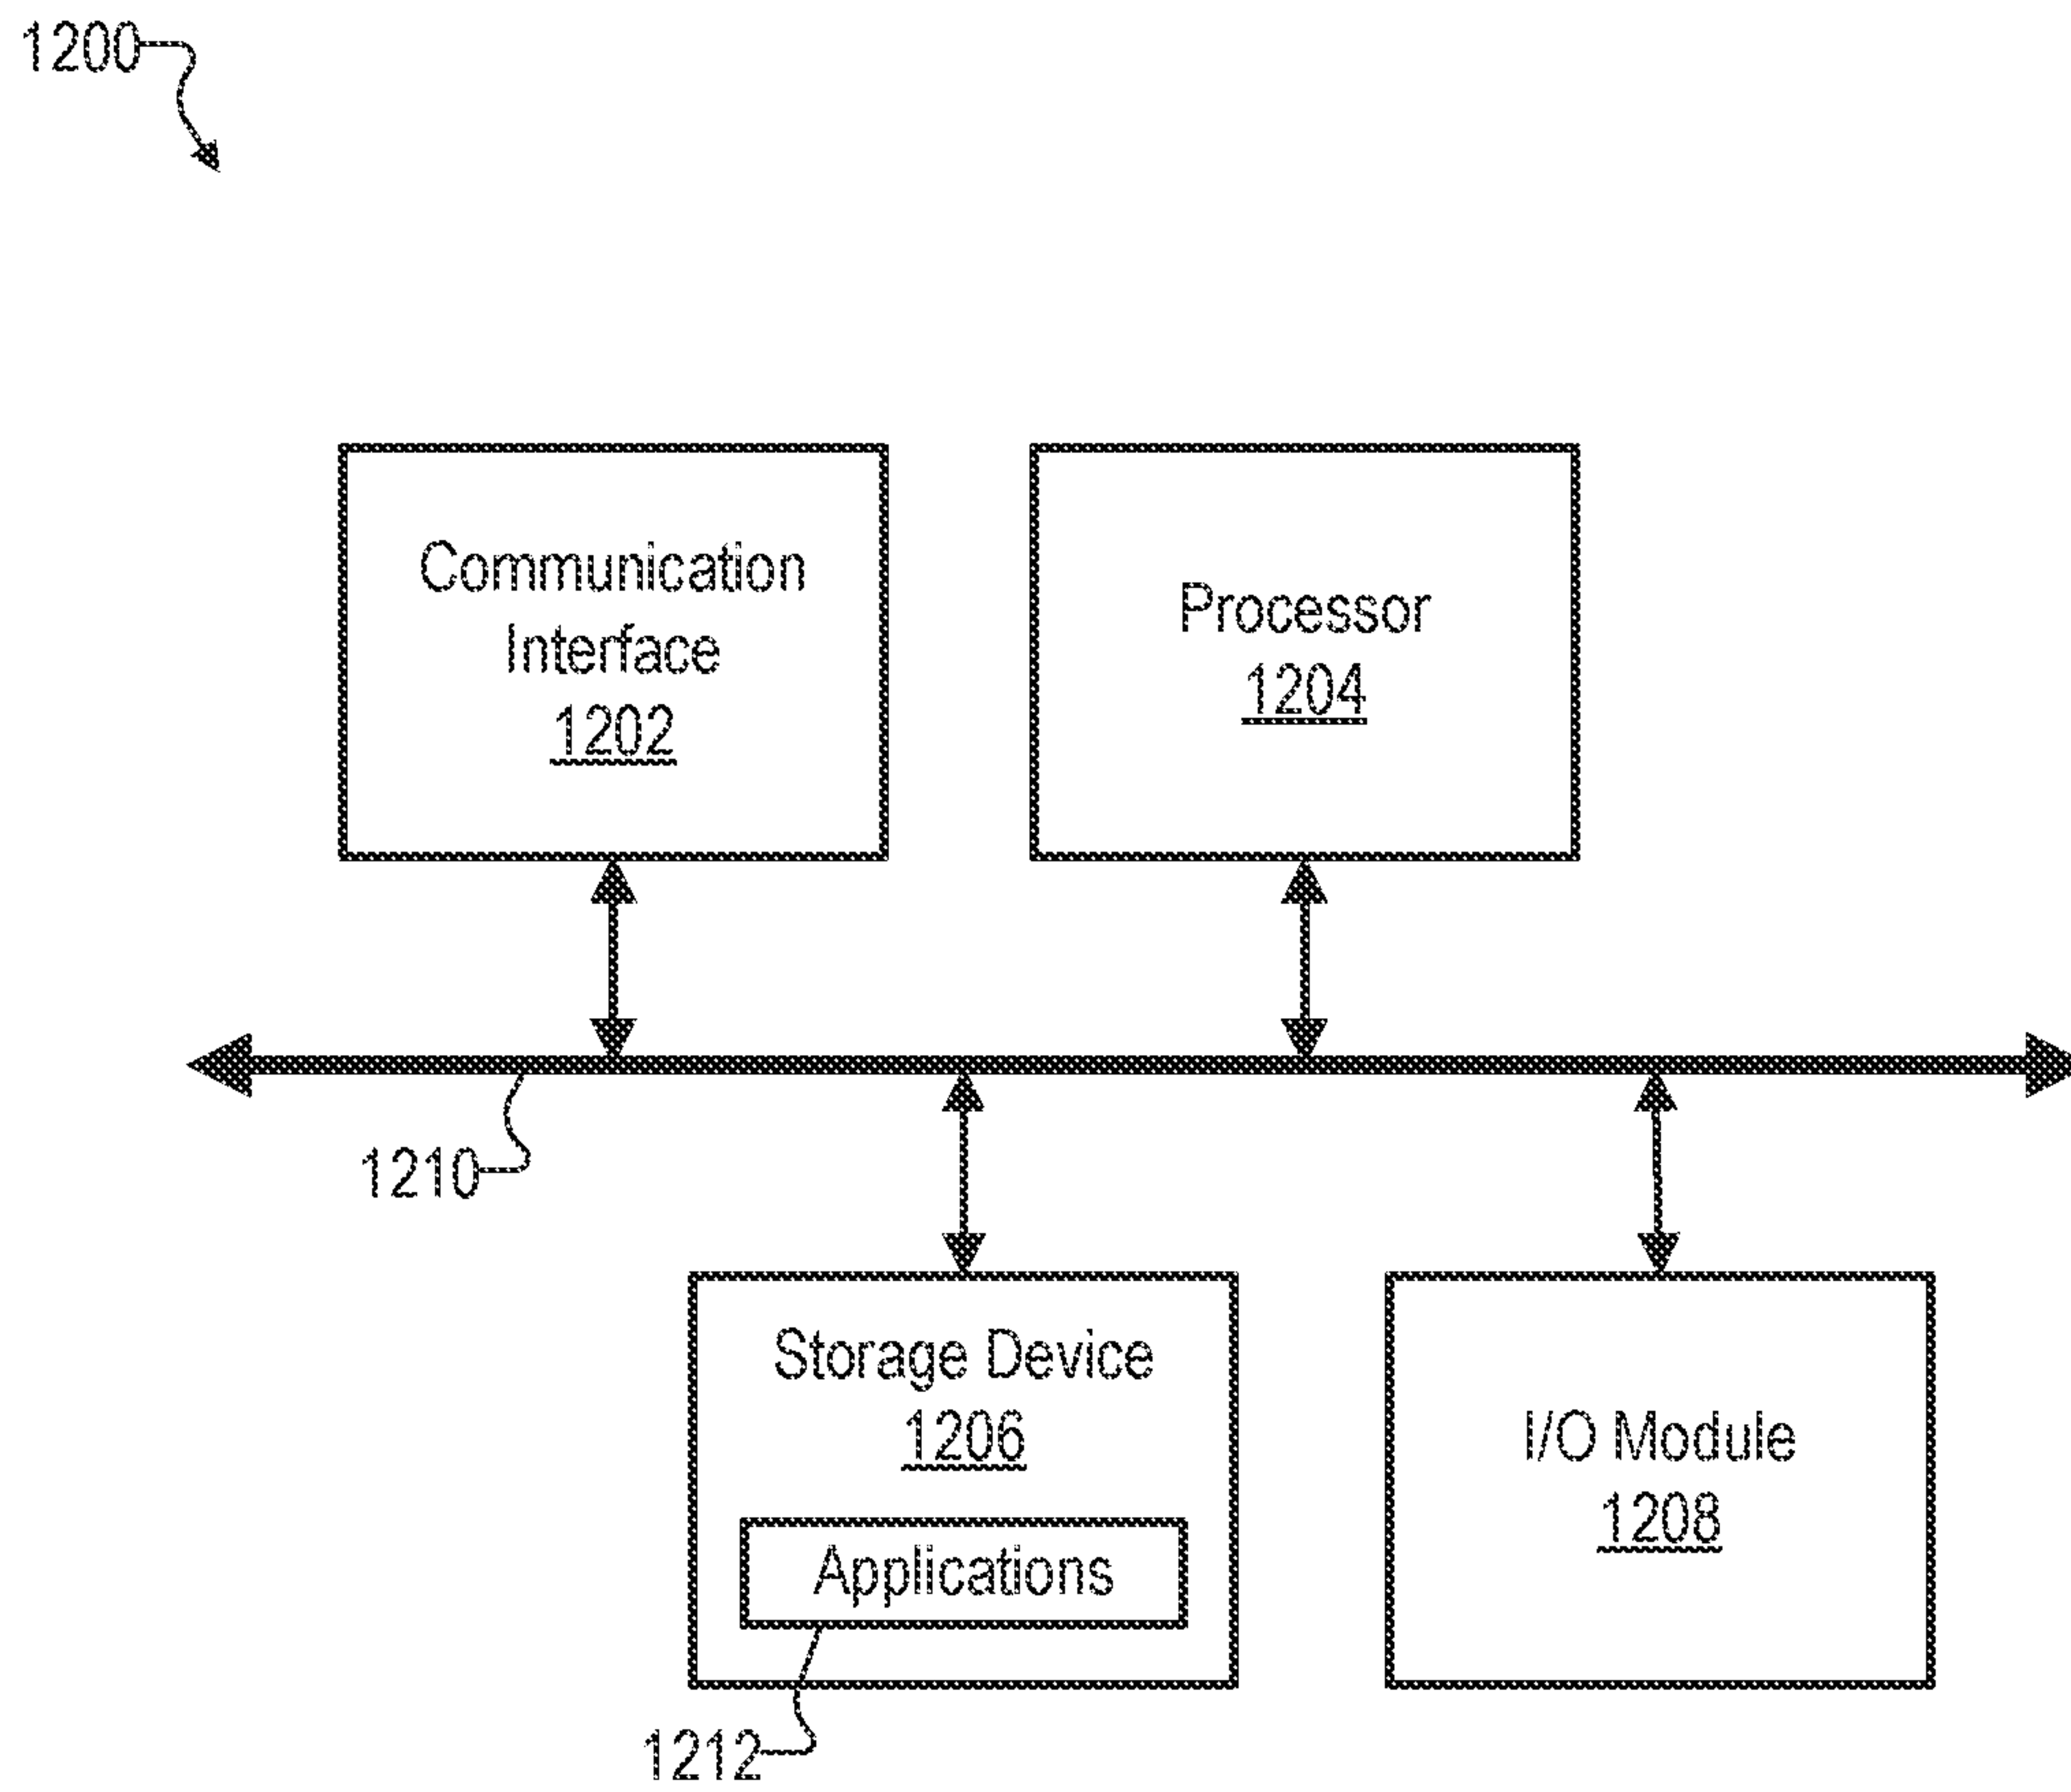 1200
Communication
Interface
1202
Processor
1204
1210
Storage Device
1206
Applications
I/O Module
1208
1212